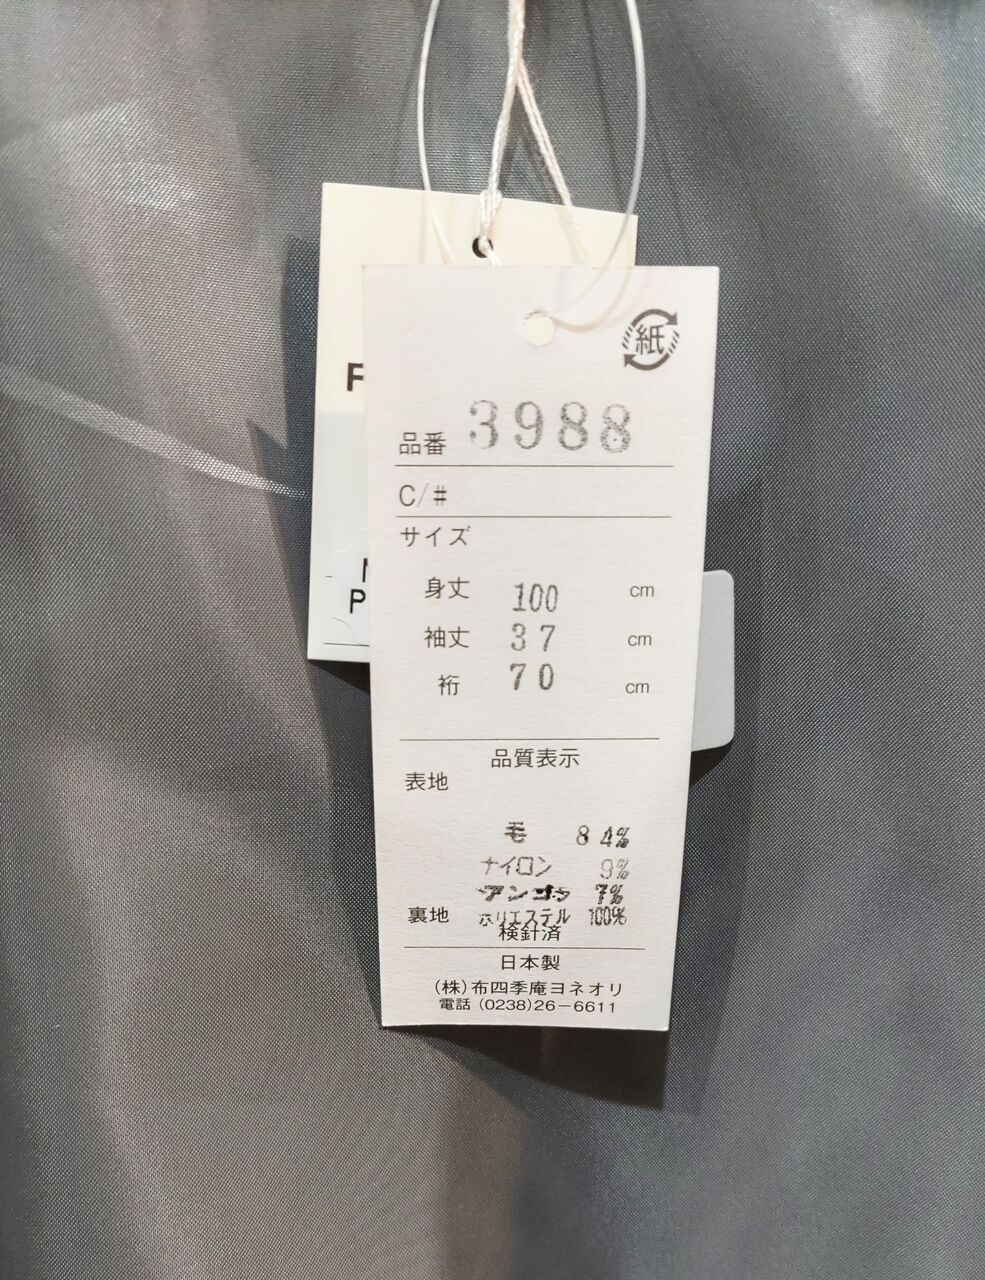 紙
品番 3988
C/#
サイズ
身丈 100 cm
袖丈 37 cm
裄 70 cm
品質表示
表地
毛 84%
ナイロン 9%
アンゴラ 7%
裏地 ポリエステル 100%
検針済
日本製
(株)布四季庵ヨネオリ
電話 (0238)26-6611
F
P